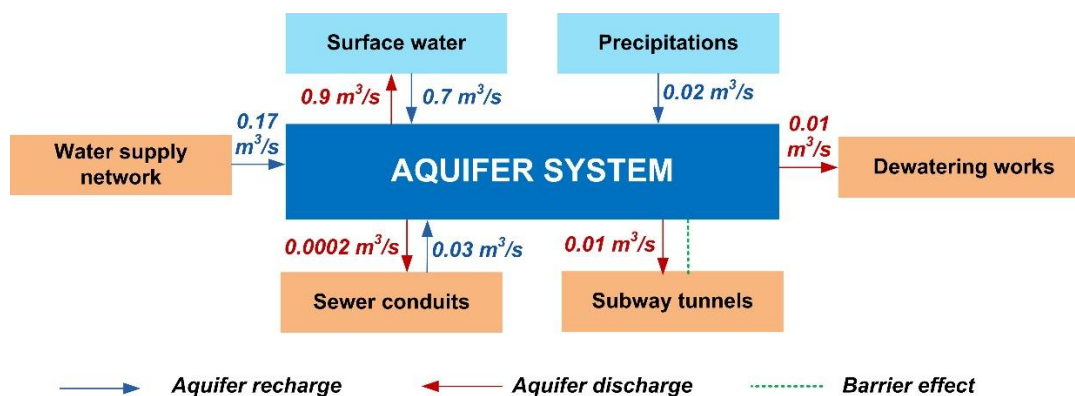 Surface water
Precipitations
0.9 m³/s
0.7 m³/s
0.02 m³/s
0.17
m³/s
0.01
m³/s
Water supply
network
AQUIFER SYSTEM
Dewatering works
0.0002 m³/s
0.03 m³/s
0.01 m³/s
Sewer conduits
Subway tunnels
Aquifer recharge
Aquifer discharge
Barrier effect